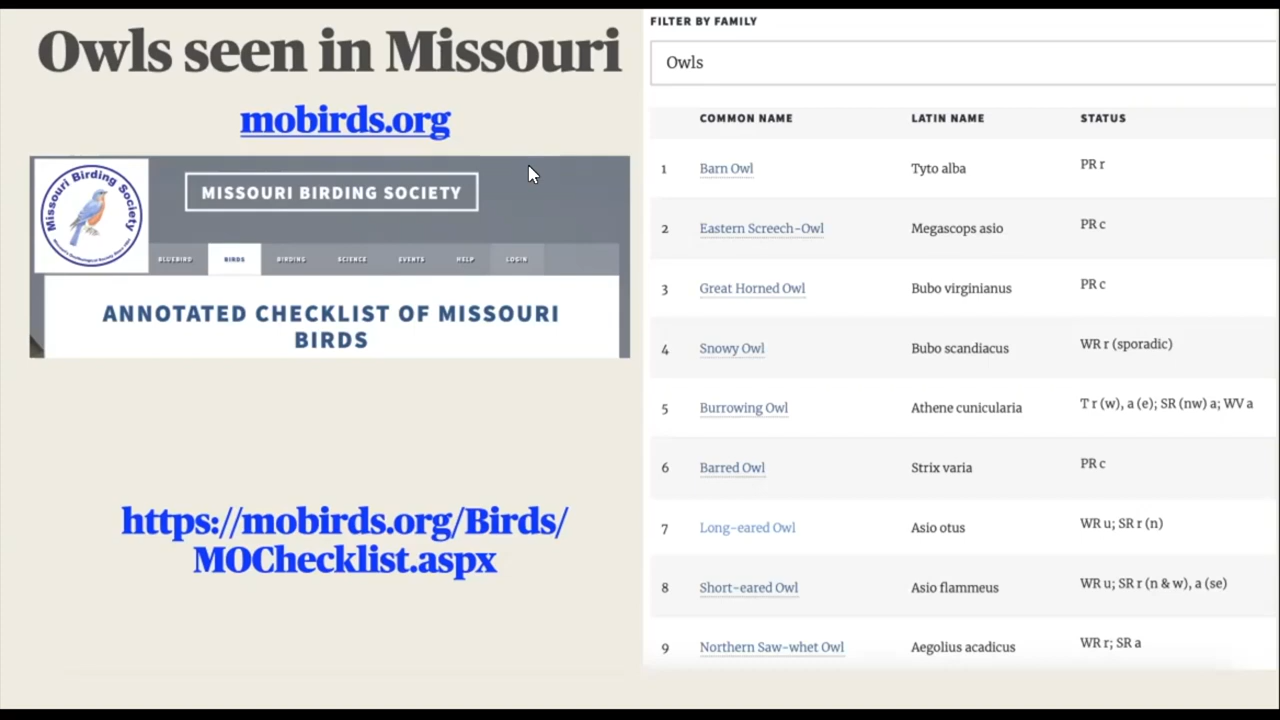 Owls seen in Missouri
mobirds.org
Missouri Birding Society
MISSOURI BIRDING SOCIETY
BLUEBIRD BIRDS BIRDING SCIENCE EVENTS HELP LOGIN
ANNOTATED CHECKLIST OF MISSOURI
BIRDS
https://mobirds.org/Birds/
MOChecklist.aspx
FILTER BY FAMILY
Owls
COMMON NAME LATIN NAME STATUS
1 Barn Owl Tyto alba PR r
2 Eastern Screech-Owl Megascops asio PR c
3 Great Horned Owl Bubo virginianus PR c
4 Snowy Owl Bubo scandiacus WR r (sporadic)
5 Burrowing Owl Athene cunicularia T r (w), a (e); SR (nw) a; WV a
6 Barred Owl Strix varia PR c
7 Long-eared Owl Asio otus WR u; SR r (n)
8 Short-eared Owl Asio flammeus WR u; SR r (n & w), a (se)
9 Northern Saw-whet Owl Aegolius acadicus WR r; SR a